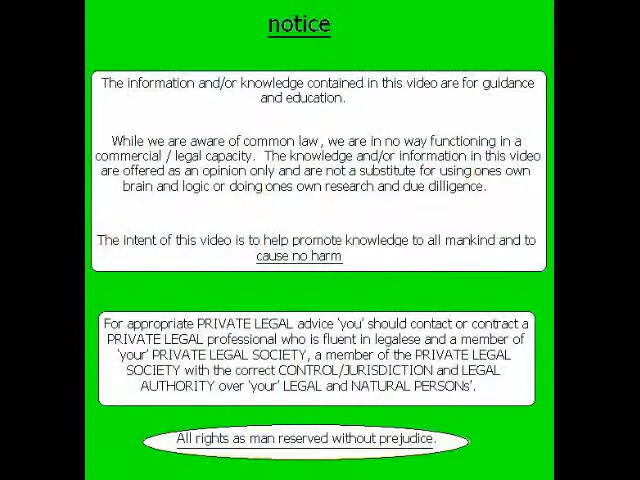 notice
The information and/or knowledge contained in this video are for guidance
and education.
While we are aware of common law, we are in no way functioning in a
commercial / legal capacity. The knowledge and/or information in this video
are offered as an opinion only and are not a substitute for using ones own
brain and logic or doing ones own research and due dilligence.
The intent of this video is to help promote knowledge to all mankind and to
cause no harm
For appropriate PRIVATE LEGAL advice 'you' should contact or contract a
PRIVATE LEGAL professional who is fluent in legalese and a member of
'your' PRIVATE LEGAL SOCIETY, a member of the PRIVATE LEGAL
SOCIETY with the correct CONTROL/JURISDICTION and LEGAL
AUTHORITY over 'your' LEGAL and NATURAL PERSONs'.
All rights as man reserved without prejudice.